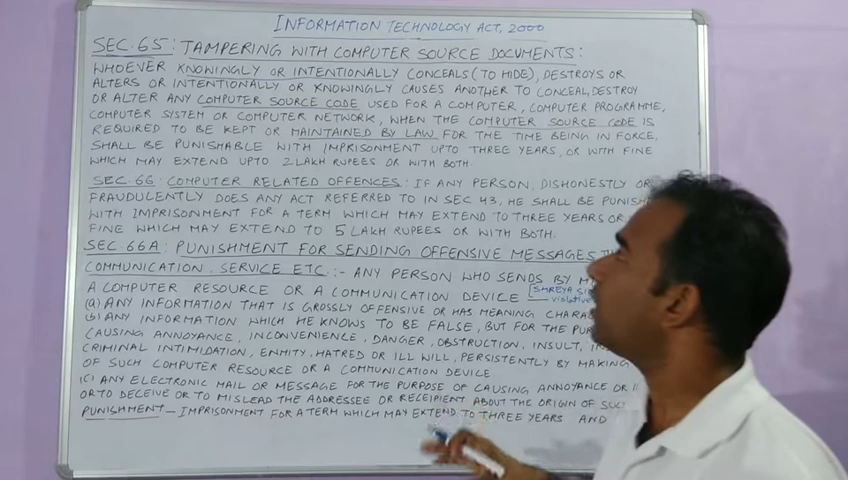 INFORMATION TECHNOLOGY ACT, 2000
SEC. 65: TAMPERING WITH COMPUTER SOURCE DOCUMENTS:
WHOEVER KNOWINGLY OR INTENTIONALLY CONCEALS (TO HIDE), DESTROYS OR
ALTERS OR INTENTIONALLY OR KNOWINGLY CAUSES ANOTHER TO CONCEAL, DESTROY
OR ALTER ANY COMPUTER SOURCE CODE USED FOR A COMPUTER, COMPUTER PROGRAMME,
COMPUTER SYSTEM OR COMPUTER NETWORK, WHEN THE COMPUTER SOURCE CODE IS
REQUIRED TO BE KEPT OR MAINTAINED BY LAW FOR THE TIME BEING IN FORCE,
SHALL BE PUNISHABLE WITH IMPRISONMENT UPTO THREE YEARS, OR WITH FINE
WHICH MAY EXTEND UPTO 2 LAKH RUPEES OR WITH BOTH.
SEC. 66: COMPUTER RELATED OFFENCES: IF ANY PERSON, DISHONESTLY OR
FRAUDULENTLY DOES ANY ACT REFERRED TO IN SEC 43, HE SHALL BE PUNISH
WITH IMPRISONMENT FOR A TERM WHICH MAY EXTEND TO THREE YEARS OR
FINE WHICH MAY EXTEND TO 5 LAKH RUPEES OR WITH BOTH.
SEC. 66A: PUNISHMENT FOR SENDING OFFENSIVE MESSAGES
COMMUNICATION SERVICE ETC.:- ANY PERSON WHO SENDS BY
A COMPUTER RESOURCE OR A COMMUNICATION DEVICE [SHREYA
violative
(a) ANY INFORMATION THAT IS GROSSLY OFFENSIVE OR HAS MEANING
(b) ANY INFORMATION WHICH HE KNOWS TO BE FALSE, BUT FOR THE
CAUSING ANNOYANCE, INCONVENIENCE, DANGER, OBSTRUCTION, INSULT,
CRIMINAL INTIMIDATION, ENMITY, HATRED OR ILL WILL, PERSISTENTLY BY MAKING
OF SUCH COMPUTER RESOURCE OR A COMMUNICATION DEVICE
(C) ANY ELECTRONIC MAIL OR MESSAGE FOR THE PURPOSE OF CAUSING ANNOYANCE OR
OR TO DECEIVE OR TO MISLEAD THE ADDRESSEE OR RECEIPIENT ABOUT THE ORIGIN OF
PUNISHMENT – IMPRISONMENT FOR A TERM WHICH MAY EXTEND TO THREE YEARS AND